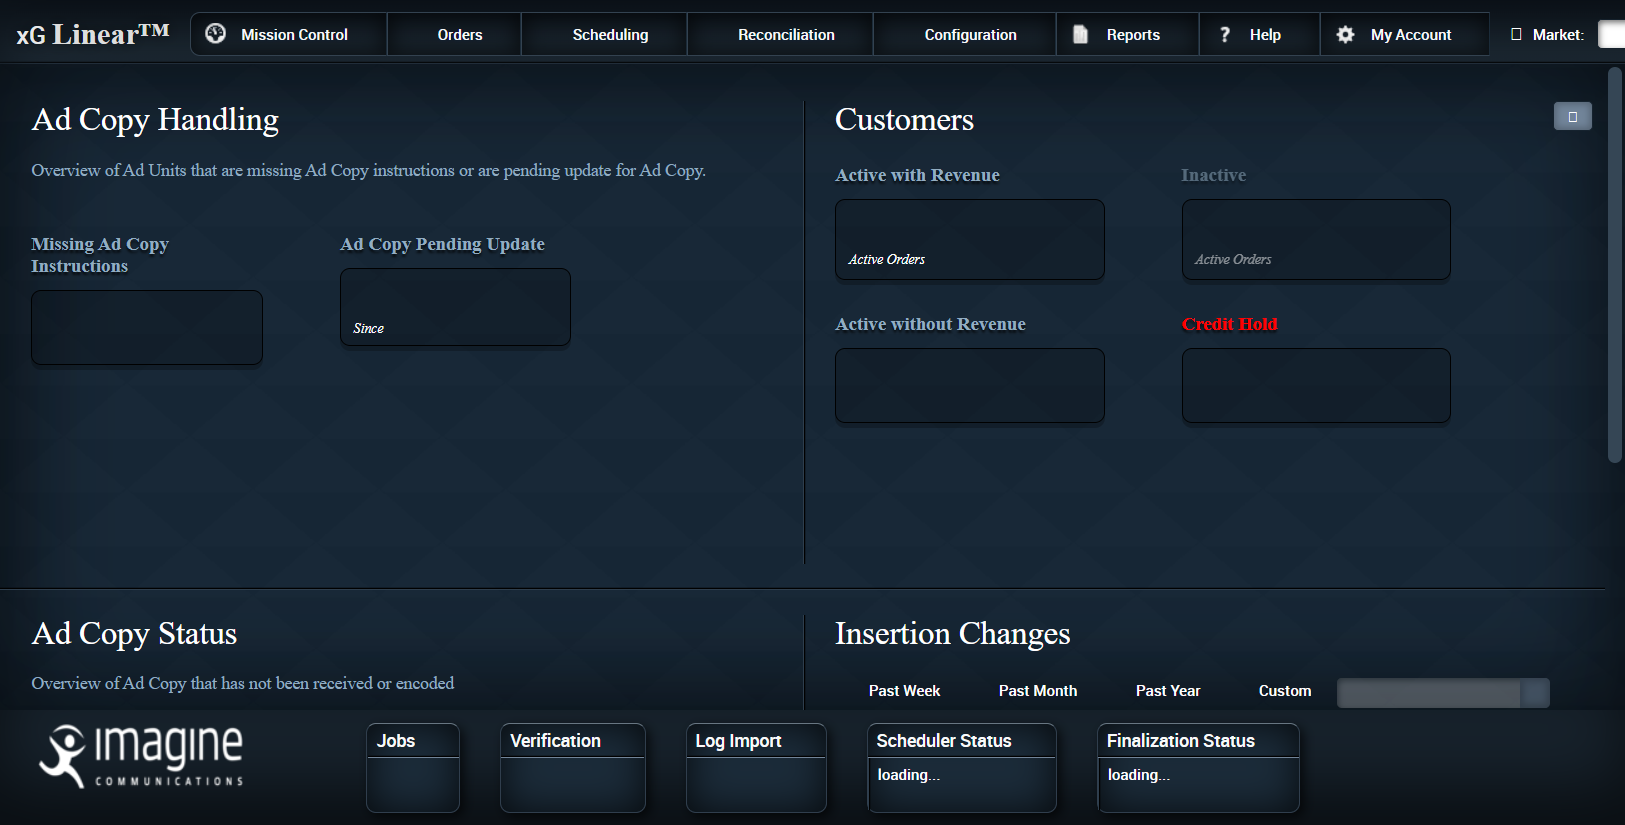 xG Linear™
Mission Control
Orders
Scheduling
Reconciliation
Configuration
Reports
? Help
My Account
Market:
Ad Copy Handling
Overview of Ad Units that are missing Ad Copy instructions or are pending update for Ad Copy.
Missing Ad Copy
Instructions
Ad Copy Pending Update
Since
Customers
Active with Revenue
Active Orders
Inactive
Active Orders
Active without Revenue
Credit Hold
Ad Copy Status
Overview of Ad Copy that has not been received or encoded
Insertion Changes
Past Week
Past Month
Past Year
Custom
imagine
COMMUNICATIONS
Jobs
Verification
Log Import
Scheduler Status
loading...
Finalization Status
loading...